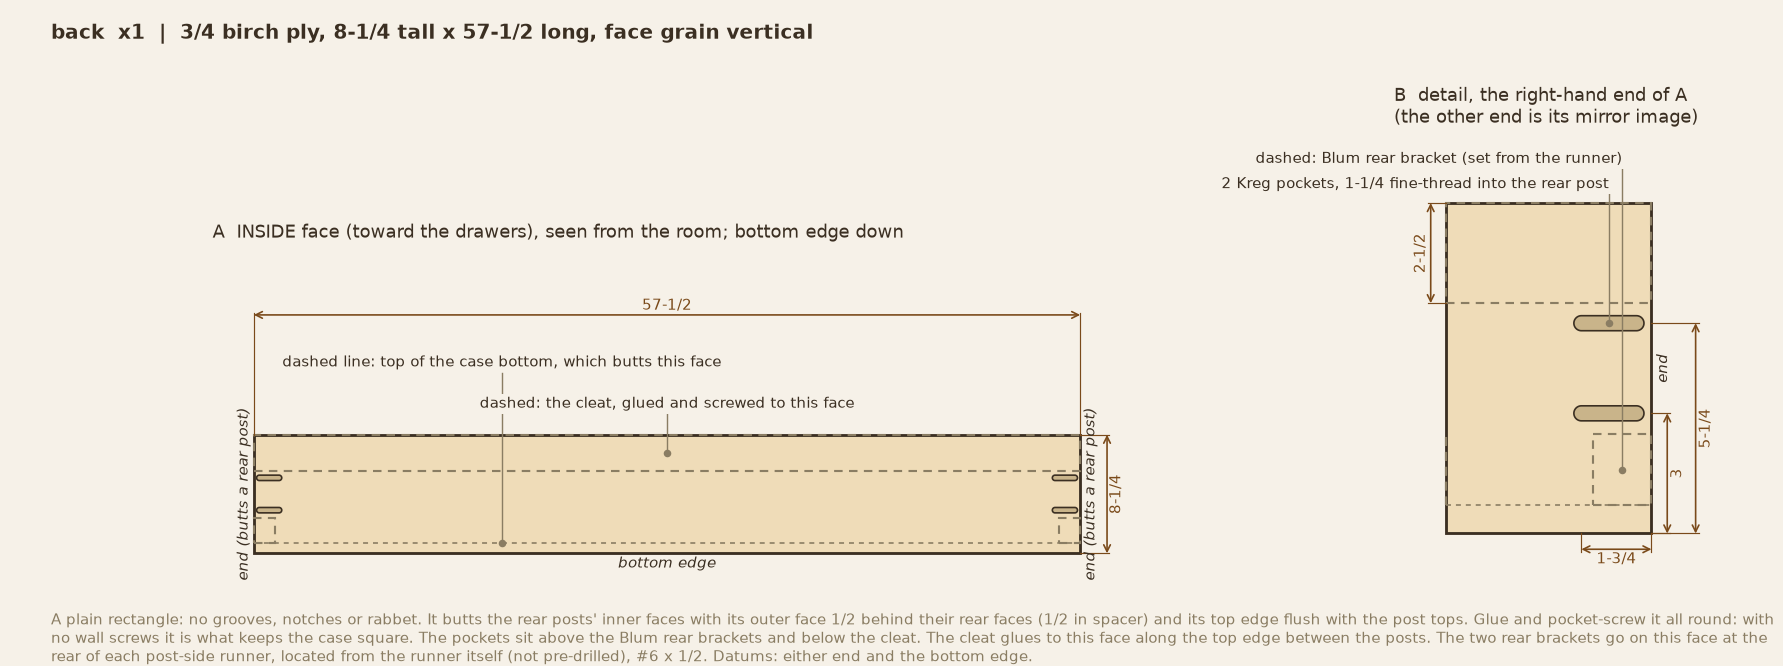 back  x1  |  3/4 birch ply, 8-1/4 tall x 57-1/2 long, face grain vertical
B  detail, the right-hand end of A
(the other end is its mirror image)
dashed: Blum rear bracket (set from the runner)
2 Kreg pockets, 1-1/4 fine-thread into the rear post
A  INSIDE face (toward the drawers), seen from the room; bottom edge down
2-1/2
57-1/2
dashed line: top of the case bottom, which butts this face
end
dashed: the cleat, glued and screwed to this face
end (butts a rear post)
end (butts a rear post)
8-1/4
3
5-1/4
bottom edge
1-3/4
A plain rectangle: no grooves, notches or rabbet. It butts the rear posts' inner faces with its outer face 1/2 behind their rear faces (1/2 in spacer) and its top edge flush with the post tops. Glue and pocket-screw it all round: with
no wall screws it is what keeps the case square. The pockets sit above the Blum rear brackets and below the cleat. The cleat glues to this face along the top edge between the posts. The two rear brackets go on this face at the
rear of each post-side runner, located from the runner itself (not pre-drilled), #6 x 1/2. Datums: either end and the bottom edge.